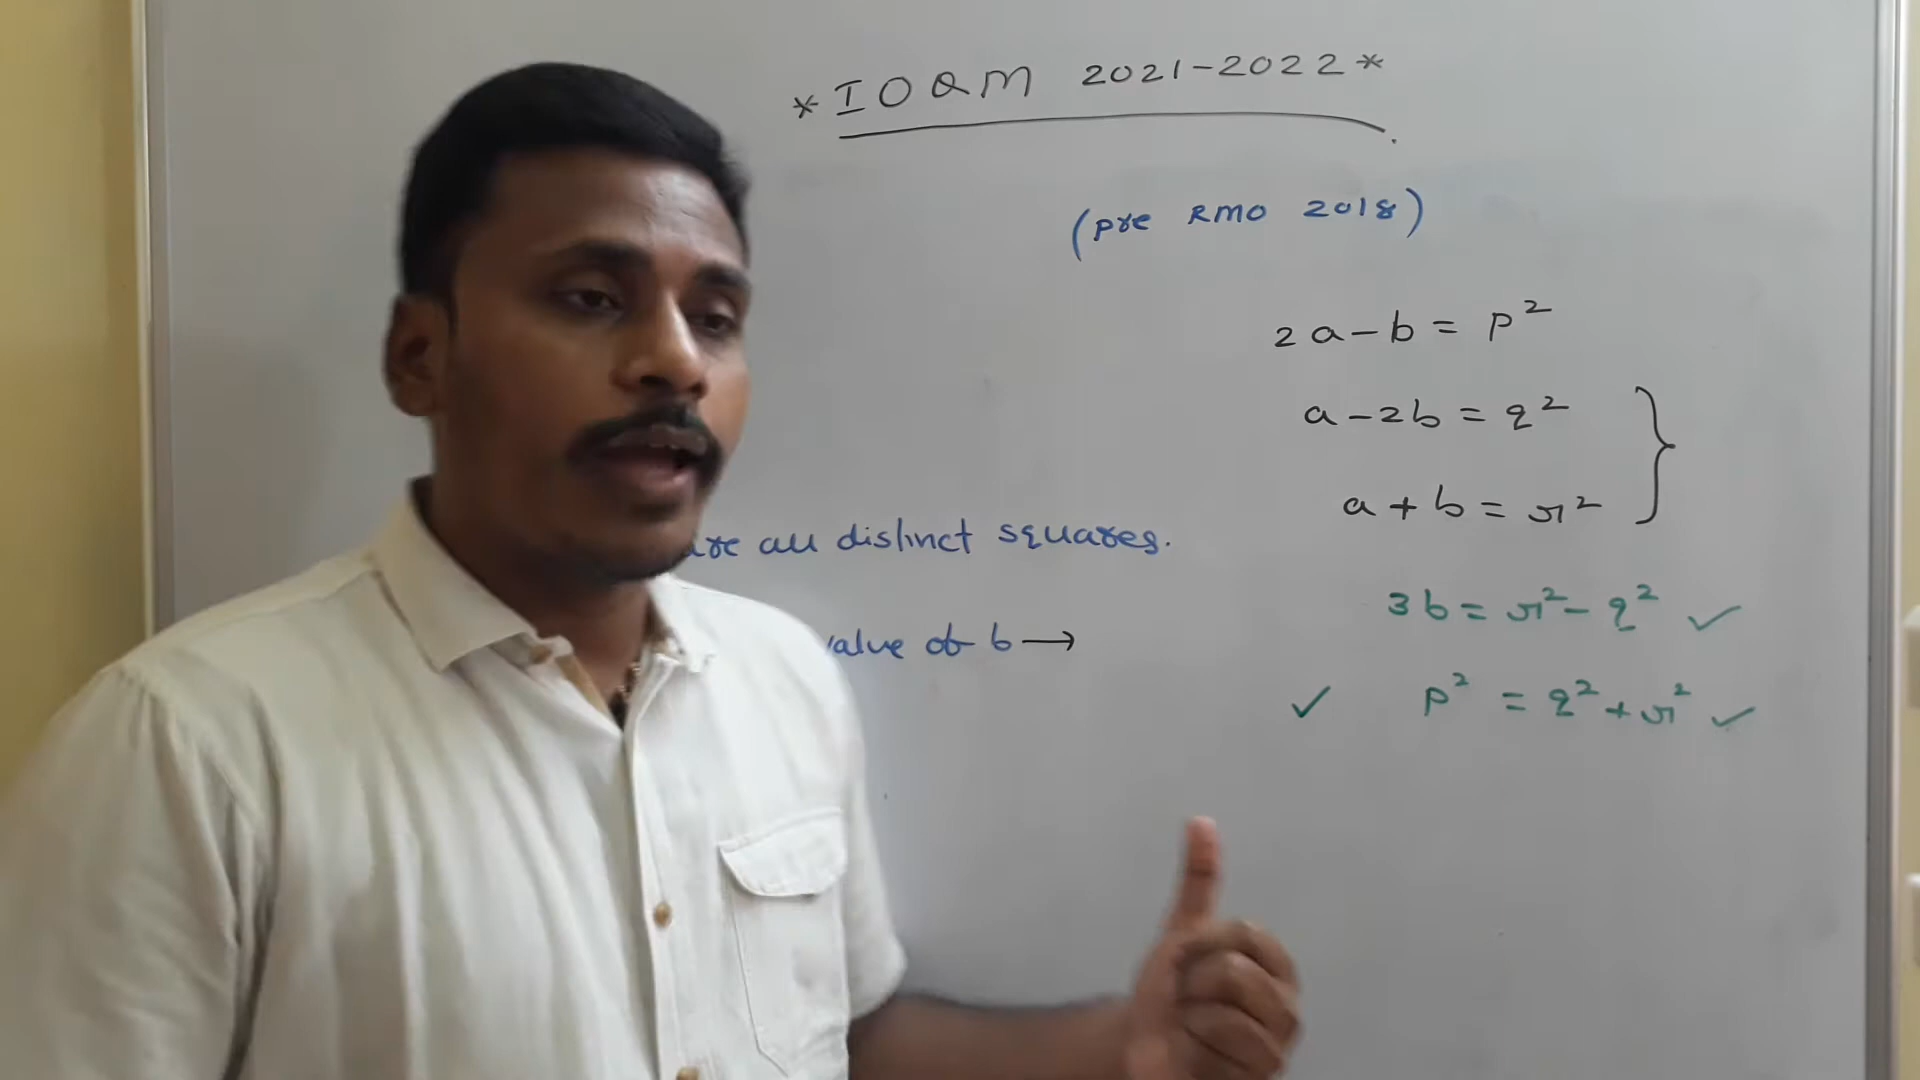 * IOQM 2021-2022 *
(pre RMO 2018)
2a-b = p²
a-2b = q²
a+b = r²
are all distinct squares.
3b = r² - q² ✓
value of b →
✓ p² = q² + r² ✓